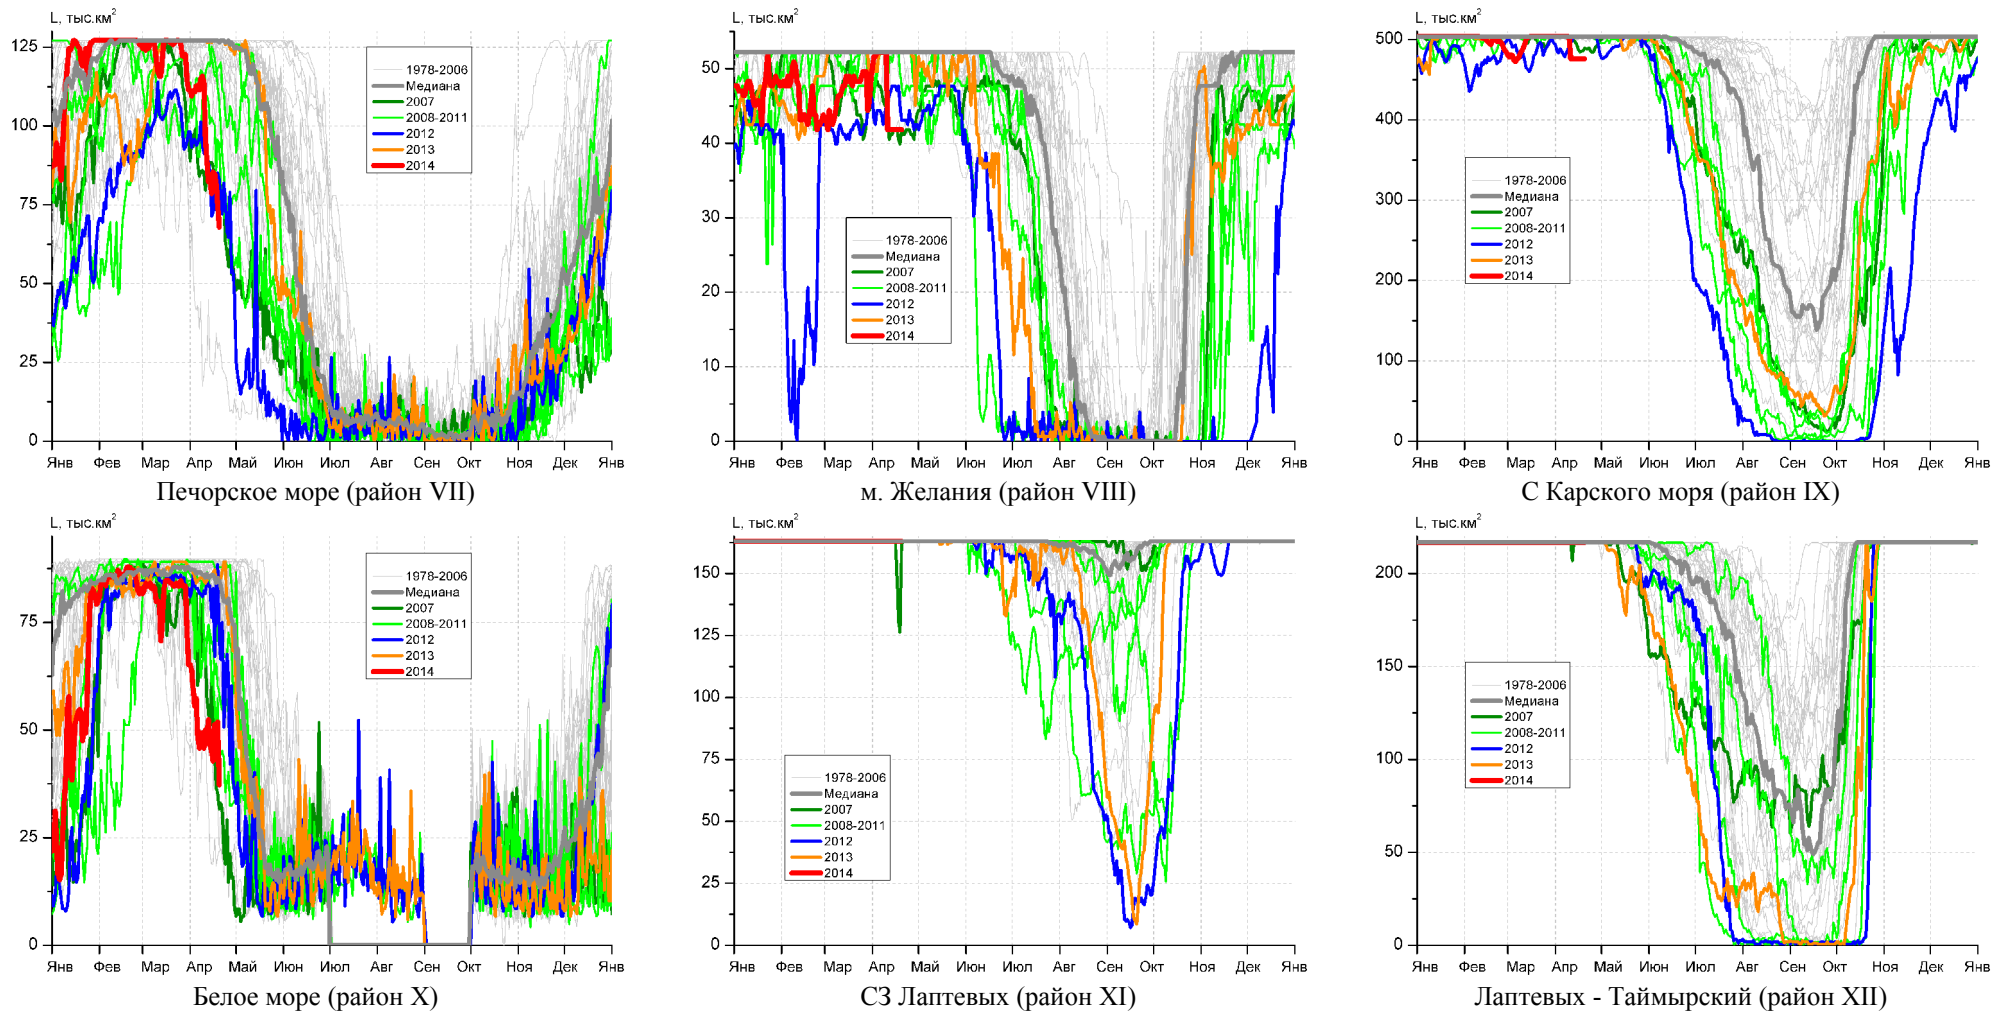 L, тыс.км²
125
100
75
50
25
0
1978-2006
Медиана
2007
2008-2011
2012
2013
2014
Янв Фев Мар Апр Май Июн Июл Авг Сен Окт Ноя Дек Янв
Печорское море (район VII)
L, тыс.км²
50
40
30
20
10
0
1978-2006
Медиана
2007
2008-2011
2012
2013
2014
Янв Фев Мар Апр Май Июн Июл Авг Сен Окт Ноя Дек Янв
м. Желания (район VIII)
L, тыс.км²
500
400
300
200
100
0
1978-2006
Медиана
2007
2008-2011
2012
2013
2014
Янв Фев Мар Апр Май Июн Июл Авг Сен Окт Ноя Дек Янв
С Карского моря (район IX)
L, тыс.км²
75
50
25
0
1978-2006
Медиана
2007
2008-2011
2012
2013
2014
Янв Фев Мар Апр Май Июн Июл Авг Сен Окт Ноя Дек Янв
Белое море (район X)
L, тыс.км²
150
125
100
75
50
25
0
1978-2006
Медиана
2007
2008-2011
2012
2013
2014
Янв Фев Мар Апр Май Июн Июл Авг Сен Окт Ноя Дек Янв
СЗ Лаптевых (район XI)
L, тыс.км²
200
150
100
50
0
1978-2006
Медиана
2007
2008-2011
2012
2013
2014
Янв Фев Мар Апр Май Июн Июл Авг Сен Окт Ноя Дек Янв
Лаптевых - Таймырский (район XII)